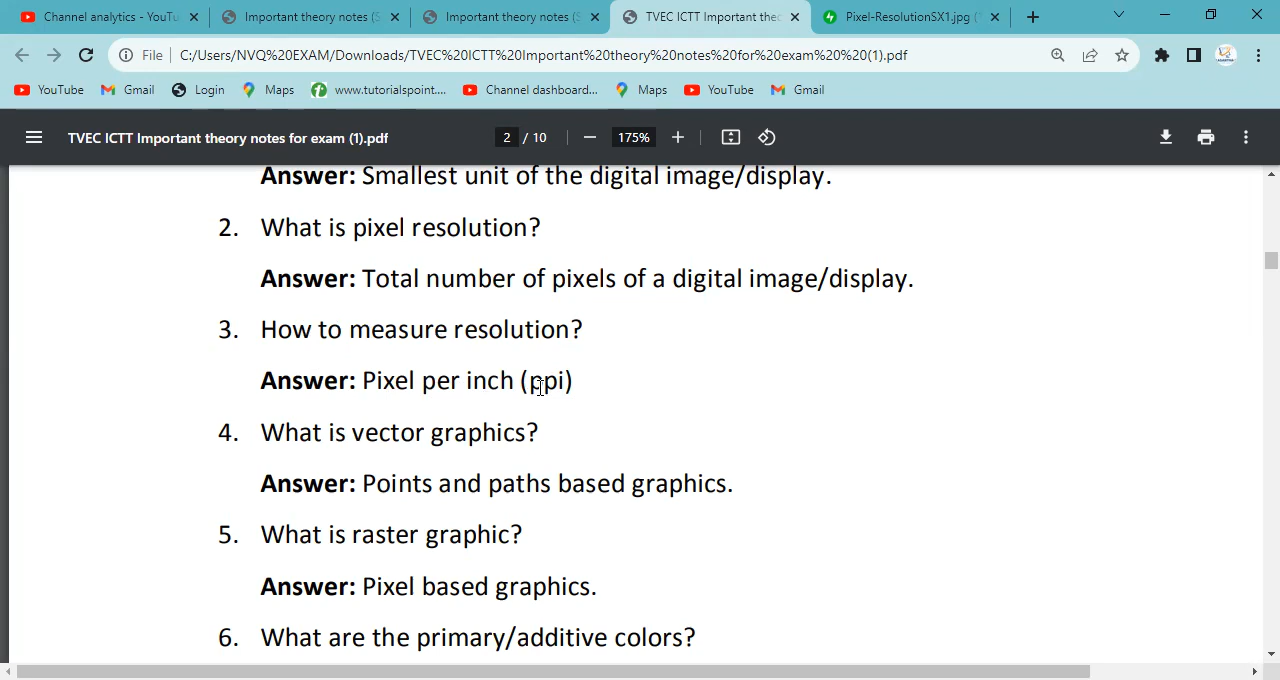 Channel analytics - YouTu
Important theory notes (S
Important theory notes (S
TVEC ICTT Important theo
Pixel-ResolutionSX1.jpg (
File
C:/Users/NVQ%20EXAM/Downloads/TVEC%20ICTT%20Important%20theory%20notes%20for%20exam%20%20(1).pdf
YouTube
Gmail
Login
Maps
www.tutorialspoint....
Channel dashboard...
Maps
YouTube
Gmail
TVEC ICTT Important theory notes for exam (1).pdf
2 / 10
175%
Answer: Smallest unit of the digital image/display.
2. What is pixel resolution?
Answer: Total number of pixels of a digital image/display.
3. How to measure resolution?
Answer: Pixel per inch (ppi)
4. What is vector graphics?
Answer: Points and paths based graphics.
5. What is raster graphic?
Answer: Pixel based graphics.
6. What are the primary/additive colors?